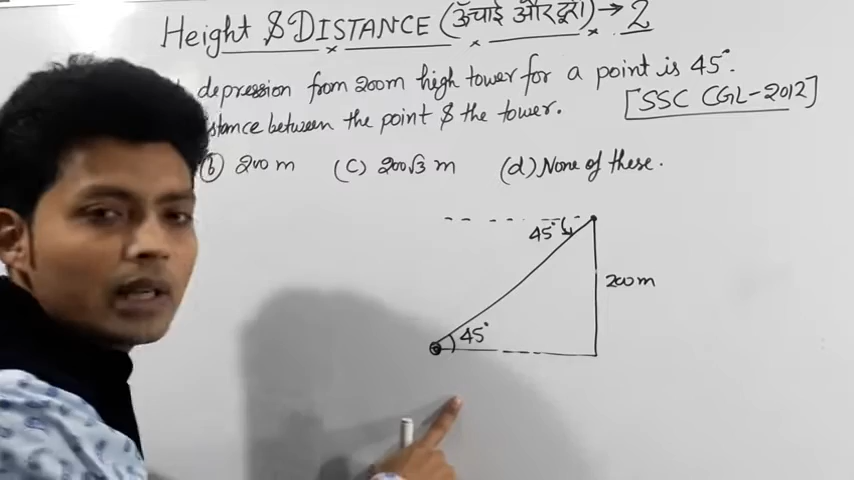 Height & DISTANCE (ऊँचाई और दूरी) → 2
depression from 200m high tower for a point is 45°.
stance between the point & the tower. [SSC CGL-2012]
(b) 200 m (c) 200√3 m (d) None of these.
45°
200m
45°